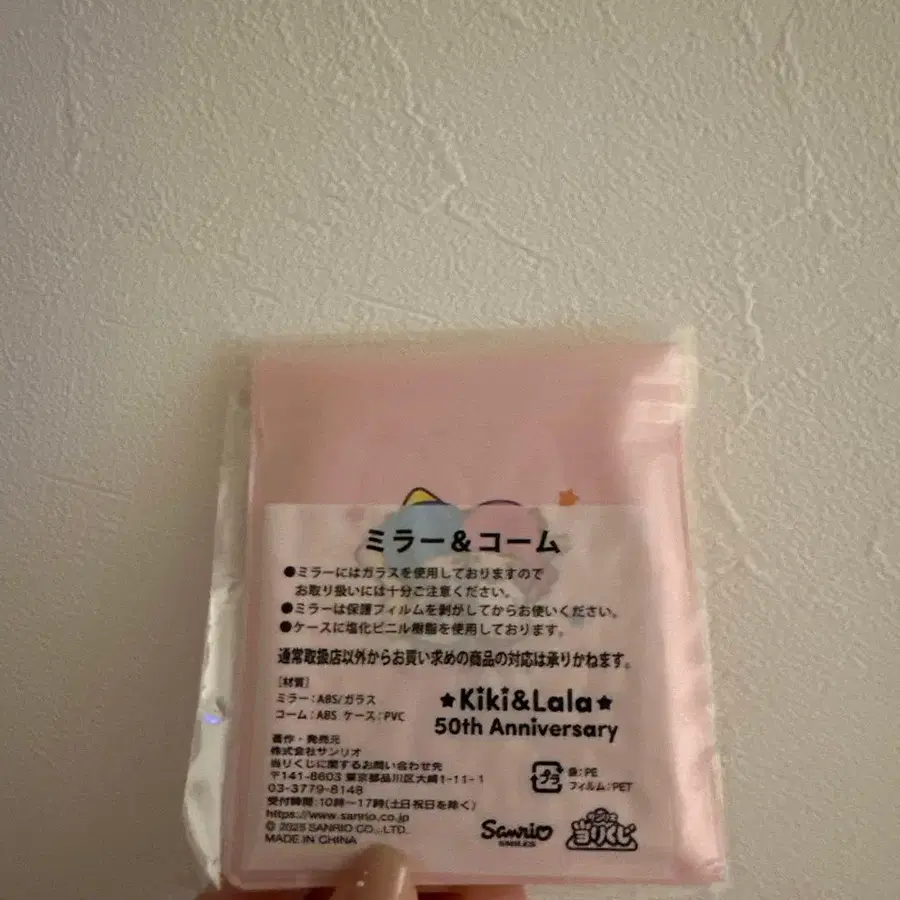 ミラー&コーム
●ミラーにはガラスを使用しておりますので
お取り扱いには十分ご注意ください。
●ミラーは保護フィルムを剥がしてからお使いください。
●ケースに塩化ビニル樹脂を使用しております。
通常取扱店以外からお買い求めの商品の対応は承りかねます。
[材質]
ミラー:ABS/ガラス
コーム:ABS ケース:PVC
★Kiki&Lala★
50th Anniversary
著作・発売元
株式会社サンリオ
当りくじに関するお問い合わせ先
〒141-8603 東京都品川区大崎1-11-1
03-3779-8148
受付時間:10時〜17時(土日祝日を除く)
https://www.sanrio.co.jp
© 2025 SANRIO CO., LTD.
MADE IN CHINA
プラ
袋:PE
フィルム:PET
Sanrio
SMILES
サンリオ
当りくじ